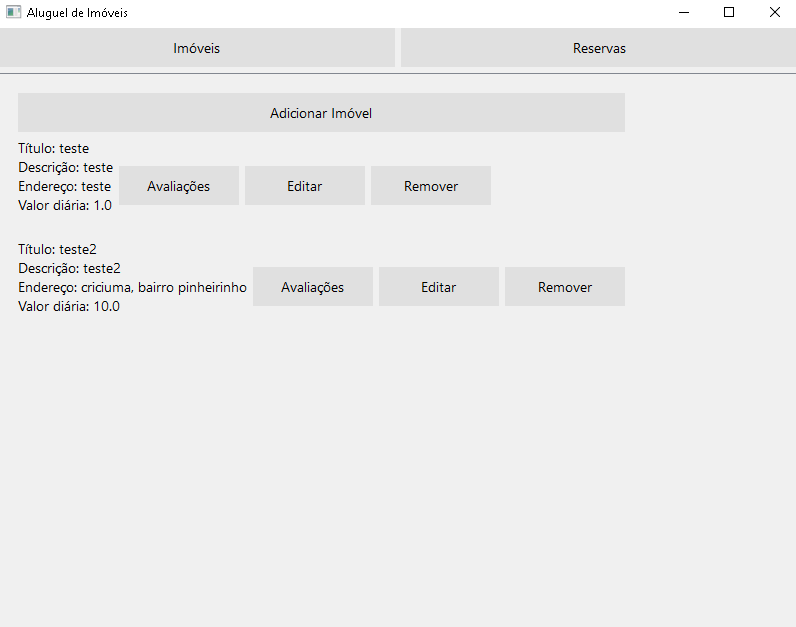 Aluguel de Imóveis
Imóveis
Reservas
Adicionar Imóvel
Título: teste
Descrição: teste
Endereço: teste
Valor diária: 1.0
Avaliações
Editar
Remover
Título: teste2
Descrição: teste2
Endereço: criciuma, bairro pinheirinho
Valor diária: 10.0
Avaliações
Editar
Remover